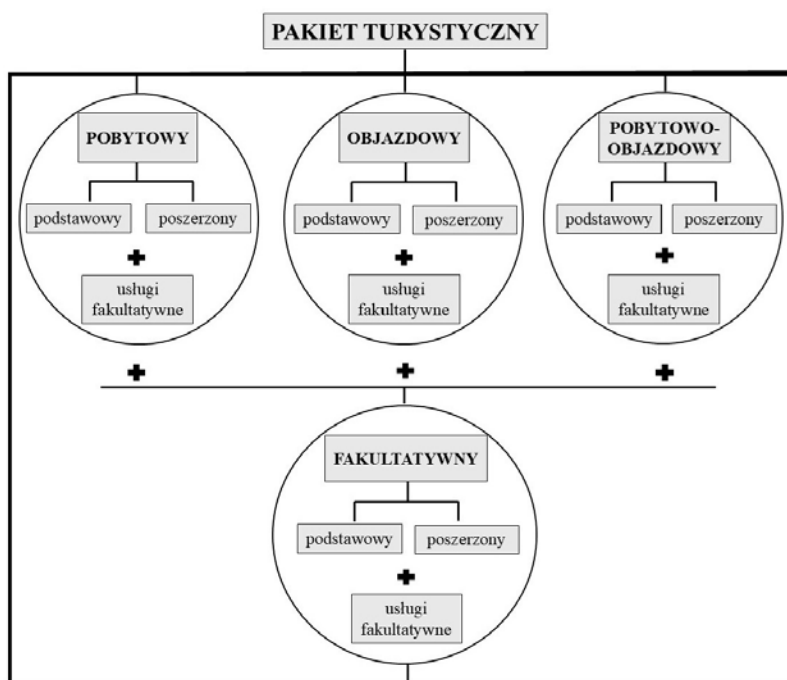 PAKIET TURYSTYCZNY
POBYTOWY
podstawowy
poszerzony
usługi
fakultatywne
OBJAZDOWY
podstawowy
poszerzony
usługi
fakultatywne
POBYTOWO-
OBJAZDOWY
podstawowy
poszerzony
usługi
fakultatywne
FAKULTATYWNY
podstawowy
poszerzony
usługi
fakultatywne